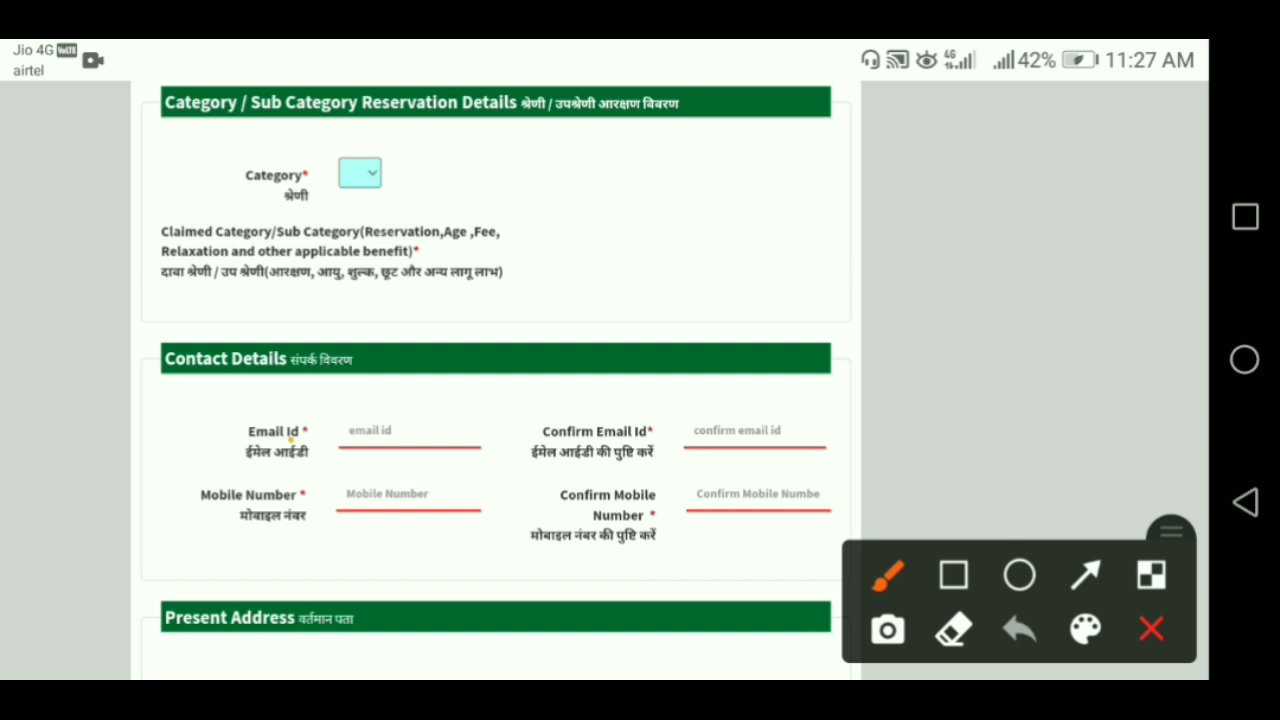 Jio 4G VoLTE
airtel
4G 42% 11:27 AM
Category / Sub Category Reservation Details श्रेणी / उपश्रेणी आरक्षण विवरण
Category*
श्रेणी
Claimed Category/Sub Category(Reservation,Age ,Fee,
Relaxation and other applicable benefit)*
दावा श्रेणी / उप श्रेणी(आरक्षण, आयु, शुल्क, छूट और अन्य लागू लाभ)
Contact Details संपर्क विवरण
Email Id * email id Confirm Email Id* confirm email id
ईमेल आईडी ईमेल आईडी की पुष्टि करें
Mobile Number * Mobile Number Confirm Mobile Confirm Mobile Numbe
मोबाइल नंबर Number *
मोबाइल नंबर की पुष्टि करें
Present Address वर्तमान पता